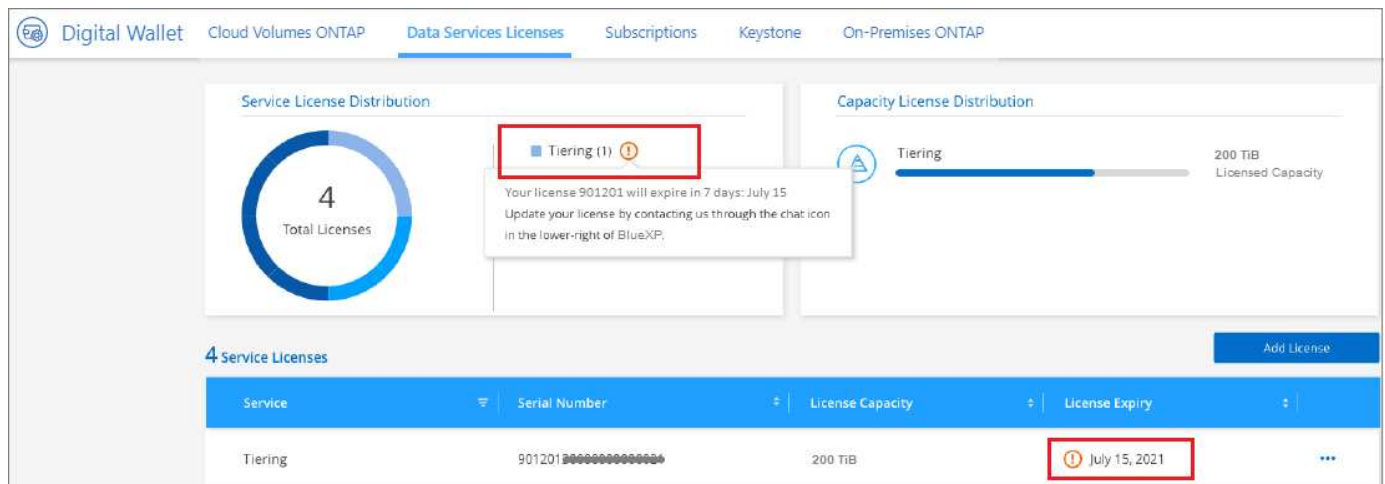 Digital Wallet
Cloud Volumes ONTAP
Data Services Licenses
Subscriptions
Keystone
On-Premises ONTAP
Service License Distribution
4
Total Licenses
Tiering (1)
Your license 901201 will expire in 7 days: July 15
Update your license by contacting us through the chat icon
in the lower-right of BlueXP.
Capacity License Distribution
Tiering
200 TiB
Licensed Capacity
4 Service Licenses
Add License
Service
Serial Number
License Capacity
License Expiry
Tiering
901201
200 TiB
July 15, 2021